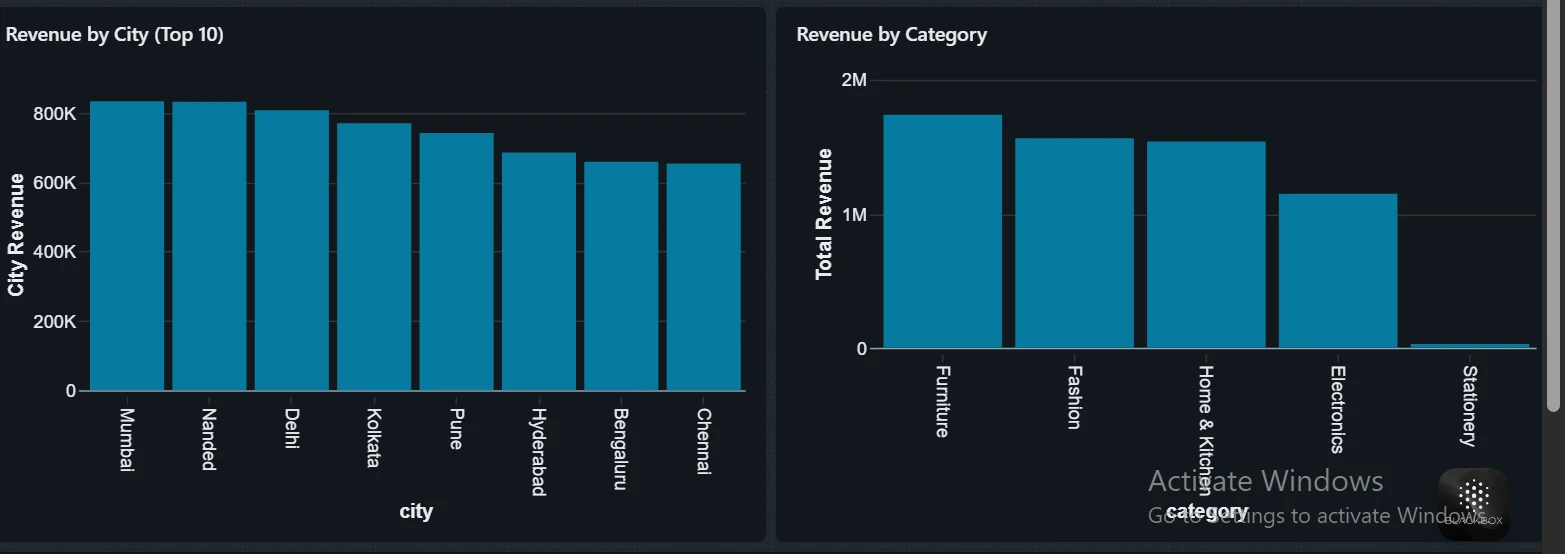 Revenue by City (Top 10)
800K
600K
400K
200K
0
City Revenue
Mumbai
Nanded
Delhi
Kolkata
Pune
Hyderabad
Bengaluru
Chennai
city
Revenue by Category
2M
1M
0
Total Revenue
Furniture
Fashion
Home & Kitchen
Electronics
Stationery
category
Activate Windows
Go to Settings to activate Windows.
BLACKBOX